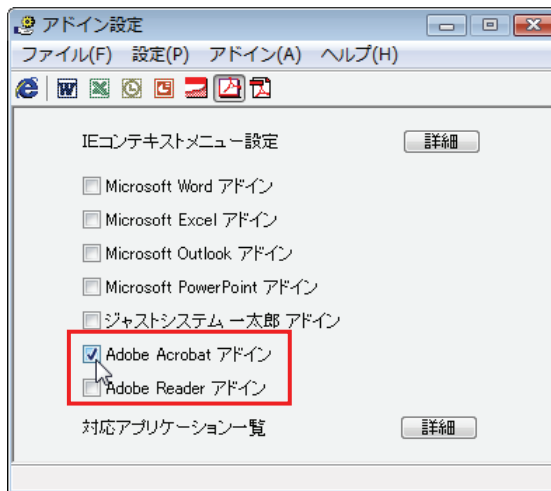 アドイン設定
ファイル(F) 設定(P) アドイン(A) ヘルプ(H)
IEコンテキストメニュー設定 詳細
Microsoft Word アドイン
Microsoft Excel アドイン
Microsoft Outlook アドイン
Microsoft PowerPoint アドイン
ジャストシステム 一太郎 アドイン
Adobe Acrobat アドイン
Adobe Reader アドイン
対応アプリケーション一覧 詳細